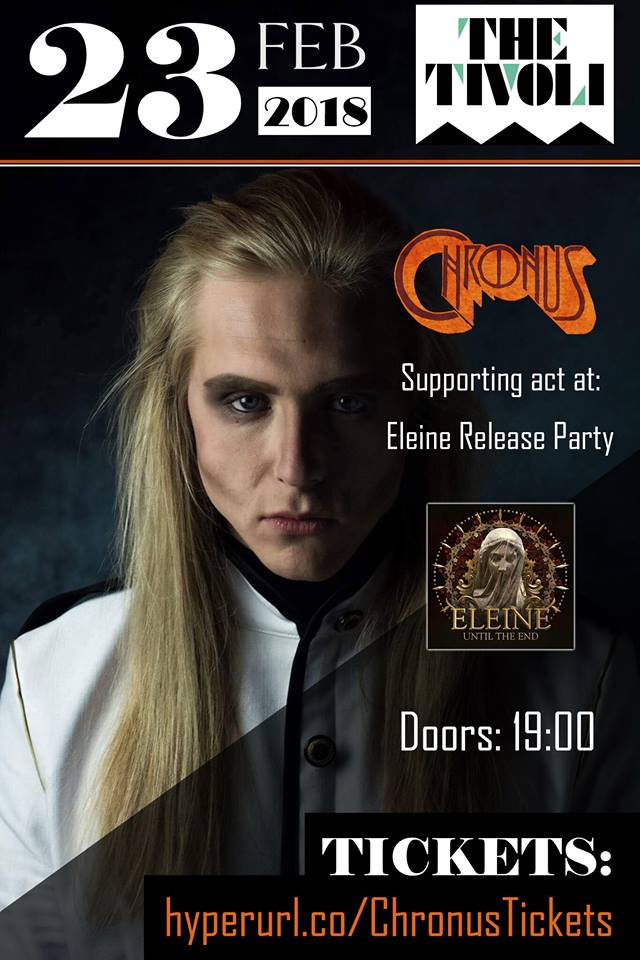 23 FEB
2018
THE
TIVOLI
CHRONUS
Supporting act at:
Eleine Release Party
ELEINE
UNTIL THE END
Doors: 19:00
TICKETS:
hyperurl.co/ChronusTickets